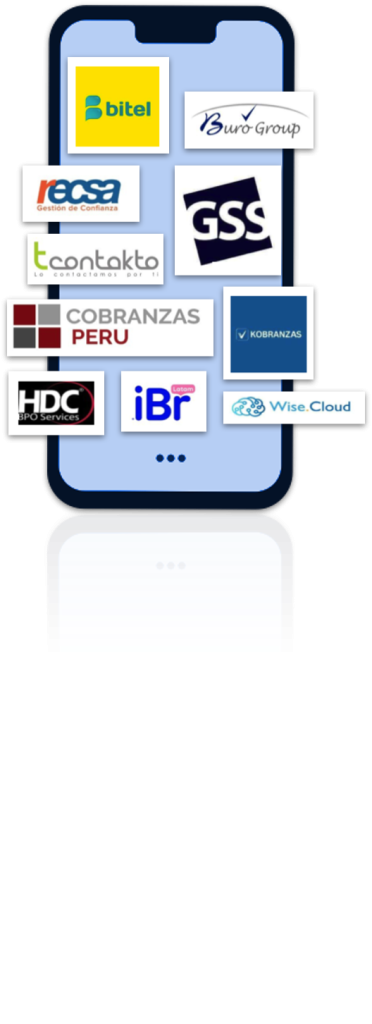 bitel
Buro Group
recsa
Gestión de Confianza
GSS
tcontakto
Lo contactamos por ti
COBRANZAS
PERU
KOBRANZAS
HDC
BPO Services
iBr
Latam
Wise.Cloud